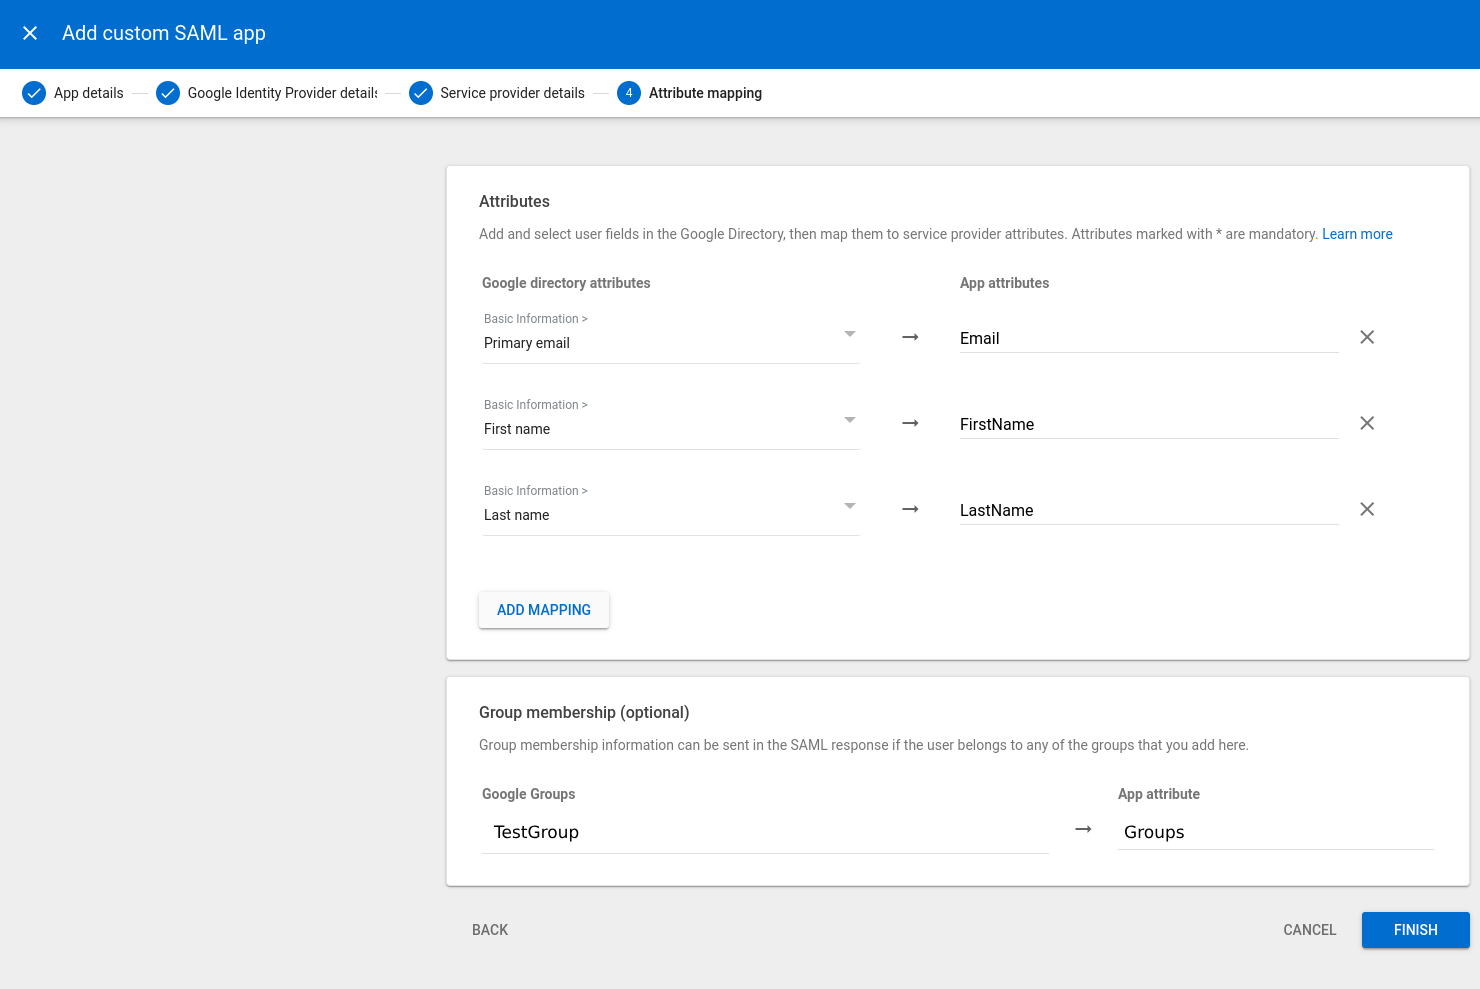 Add custom SAML app
App details
Google Identity Provider details
Service provider details
4 Attribute mapping
Attributes
Add and select user fields in the Google Directory, then map them to service provider attributes. Attributes marked with * are mandatory. Learn more
Google directory attributes
App attributes
Basic Information >
Primary email
Email
Basic Information >
First name
FirstName
Basic Information >
Last name
LastName
ADD MAPPING
Group membership (optional)
Group membership information can be sent in the SAML response if the user belongs to any of the groups that you add here.
Google Groups
App attribute
TestGroup
Groups
BACK
CANCEL
FINISH